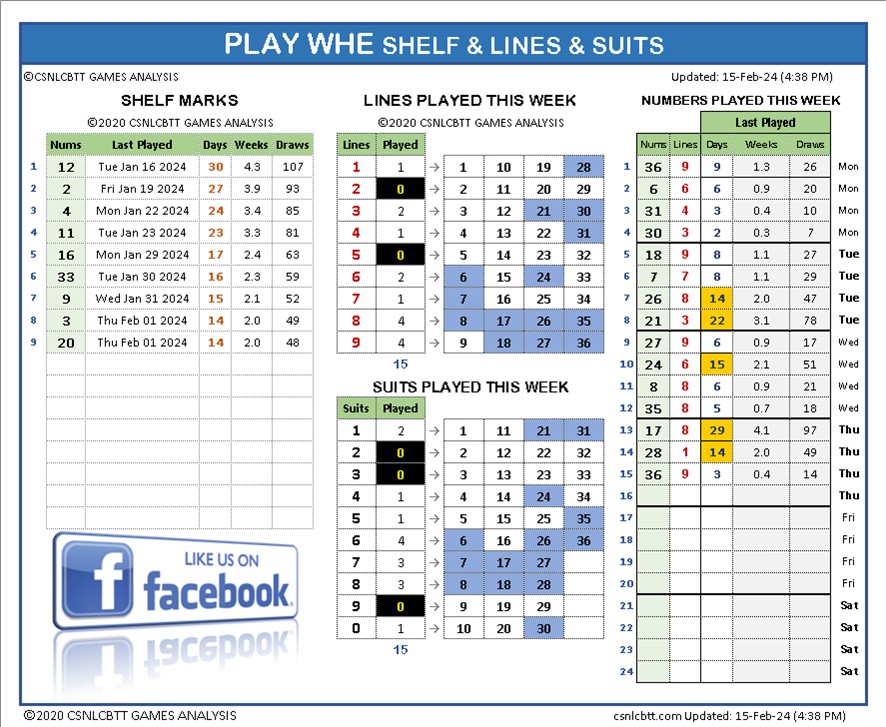 PLAY WHE SHELF & LINES & SUITS
©CSNLCBTT GAMES ANALYSIS
Updated: 15-Feb-24 (4:38 PM)
SHELF MARKS
©2020 CSNLCBTT GAMES ANALYSIS
Nums Last Played Days Weeks Draws
1 12 Tue Jan 16 2024 30 4.3 107
2 2 Fri Jan 19 2024 27 3.9 93
3 4 Mon Jan 22 2024 24 3.4 85
4 11 Tue Jan 23 2024 23 3.3 81
5 16 Mon Jan 29 2024 17 2.4 63
6 33 Tue Jan 30 2024 16 2.3 59
7 9 Wed Jan 31 2024 15 2.1 52
8 3 Thu Feb 01 2024 14 2.0 49
9 20 Thu Feb 01 2024 14 2.0 48
LIKE US ON
facebook
LINES PLAYED THIS WEEK
©2020 CSNLCBTT GAMES ANALYSIS
Lines Played
1 1 → 1 10 19 28
2 0 → 2 11 20 29
3 2 → 3 12 21 30
4 1 → 4 13 22 31
5 0 → 5 14 23 32
6 2 → 6 15 24 33
7 1 → 7 16 25 34
8 4 → 8 17 26 35
9 4 → 9 18 27 36
15
SUITS PLAYED THIS WEEK
Suits Played
1 2 → 1 11 21 31
2 0 → 2 12 22 32
3 0 → 3 13 23 33
4 1 → 4 14 24 34
5 1 → 5 15 25 35
6 4 → 6 16 26 36
7 3 → 7 17 27
8 3 → 8 18 28
9 0 → 9 19 29
0 1 → 10 20 30
15
NUMBERS PLAYED THIS WEEK
Last Played
Nums Lines Days Weeks Draws
1 36 9 9 1.3 26 Mon
2 6 6 6 0.9 20 Mon
3 31 4 3 0.4 10 Mon
4 30 3 2 0.3 7 Mon
5 18 9 8 1.1 27 Tue
6 7 7 8 1.1 29 Tue
7 26 8 14 2.0 47 Tue
8 21 3 22 3.1 78 Tue
9 27 9 6 0.9 17 Wed
10 24 6 15 2.1 51 Wed
11 8 8 6 0.9 21 Wed
12 35 8 5 0.7 18 Wed
13 17 8 29 4.1 97 Thu
14 28 1 14 2.0 49 Thu
15 36 9 3 0.4 14 Thu
16 Thu
17 Fri
18 Fri
19 Fri
20 Fri
21 Sat
22 Sat
23 Sat
24 Sat
©2020 CSNLCBTT GAMES ANALYSIS
csnlcbtt.com Updated: 15-Feb-24 (4:38 PM)